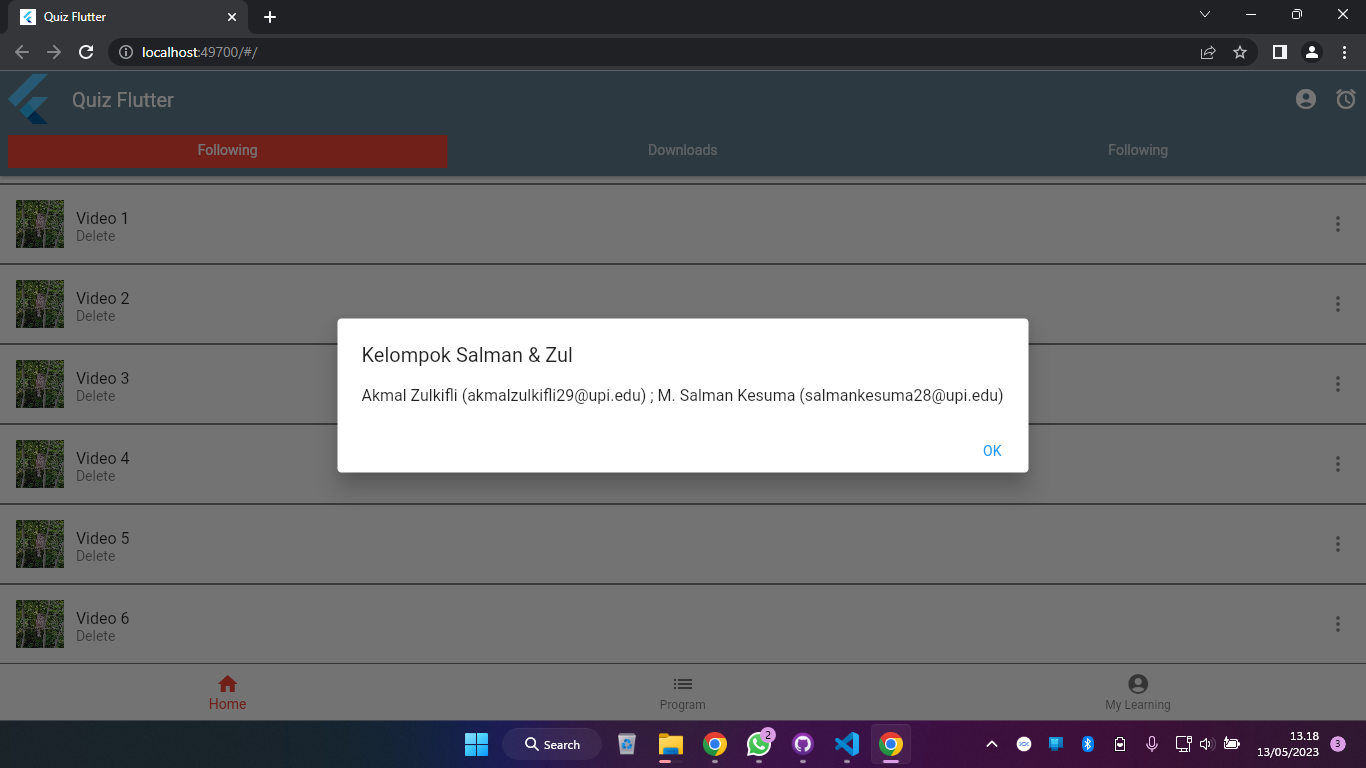 Quiz Flutter
localhost:49700/#/
Quiz Flutter
Following Downloads Following
Video 1
Delete
Video 2
Delete
Video 3
Delete
Kelompok Salman & Zul
Akmal Zulkifli (akmalzulkifli29@upi.edu) ; M. Salman Kesuma (salmankesuma28@upi.edu)
OK
Video 4
Delete
Video 5
Delete
Video 6
Delete
Home Program My Learning
Search
2
13.18
13/05/2023
3